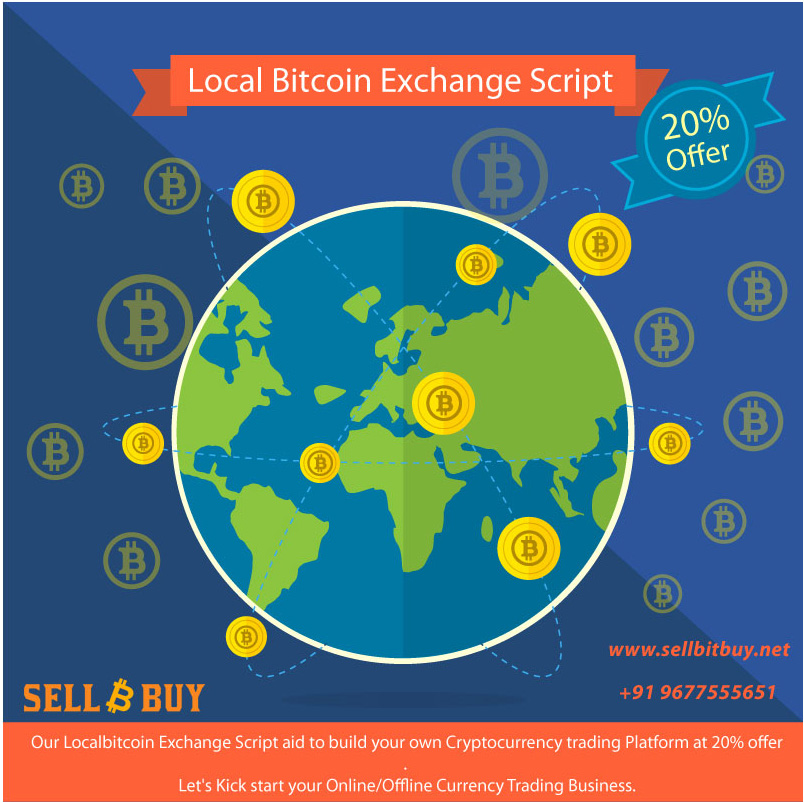 Local Bitcoin Exchange Script
20%
Offer
www.sellbitbuy.net
+91 9677555651
SELL BUY
Our Localbitcoin Exchange Script aid to build your own Cryptocurrency trading Platform at 20% offer
.
Let's Kick start your Online/Offline Currency Trading Business.